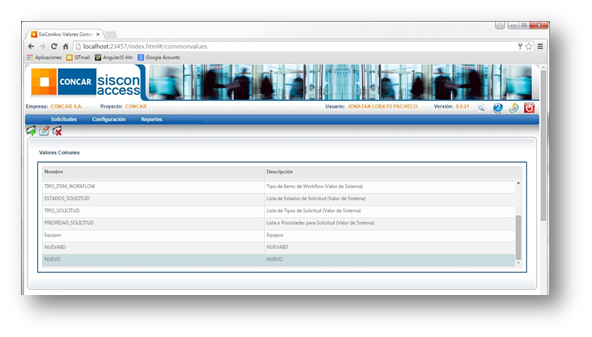 SisConAxs: Valores Comu
localhost:23457/index.html#/commonvalues
Aplicaciones SITmail AngularJS-Mn Google Accounts
CONCAR siscon access
Empresa: CONCAR S.A. Proyecto: CONCAR Usuario: JONATAN LOBATO PACHECO Versión: 0.0.21
Solicitudes Configuración Reportes
Valores Comunes
Nombre Descripción
TIPO_ITEM_WORKFLOW Tipo de Items de Workflow (Valor de Sistema)
ESTADOS_SOLICITUD Lista de Estados de Solicitud (Valor de Sistema)
TIPO_SOLICITUD Lista de Tipos de Solicitud (Valor de Sistema)
PRIORIDAD_SOLICITUD Lista e Prioridades para Solicitud (Valor de Sistema)
Equipos Equipos
NUEVABD NUEVABD
NUEVO NUEVO